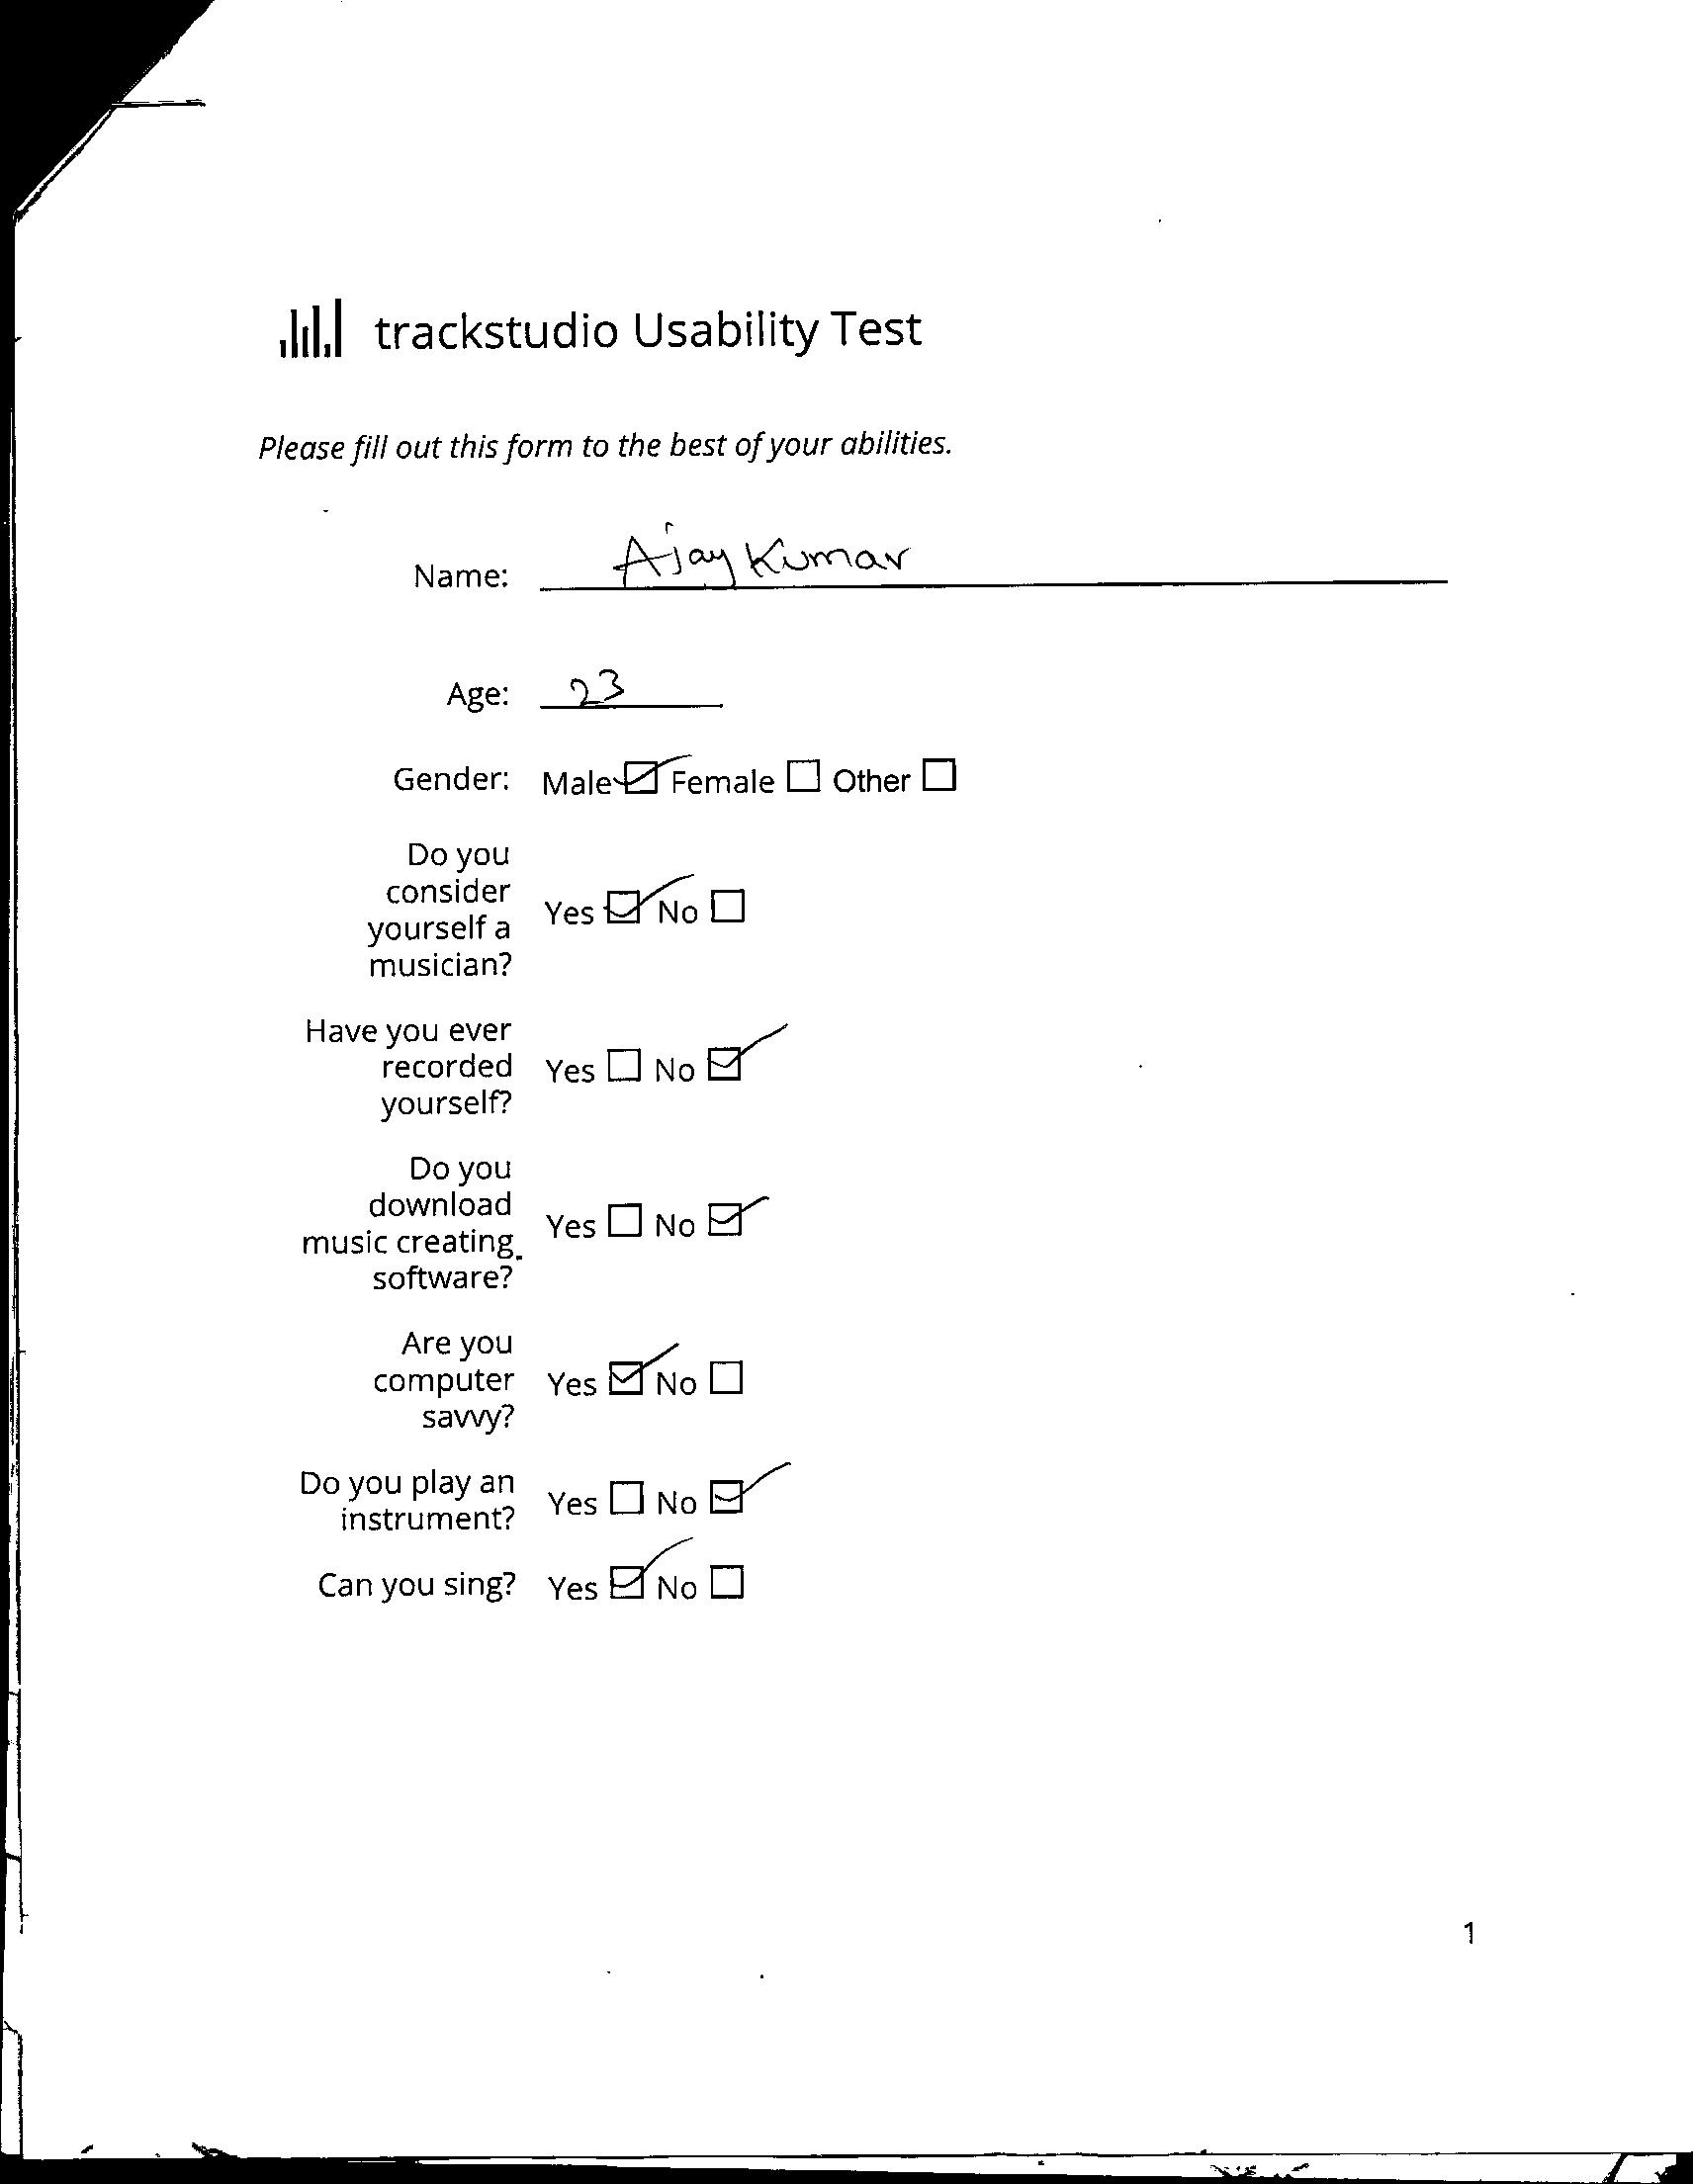 trackstudio Usability Test
Please fill out this form to the best of your abilities.
Name: Ajay Kumar
Age: 23
Gender: Male ☑ Female ☐ Other ☐
Do you
consider
yourself a
musician?
Yes ☑ No ☐
Have you ever
recorded
yourself?
Yes ☐ No ☑
Do you
download
music creating
software?
Yes ☐ No ☑
Are you
computer
savvy?
Yes ☑ No ☐
Do you play an
instrument?
Yes ☐ No ☑
Can you sing? Yes ☑ No ☐
1